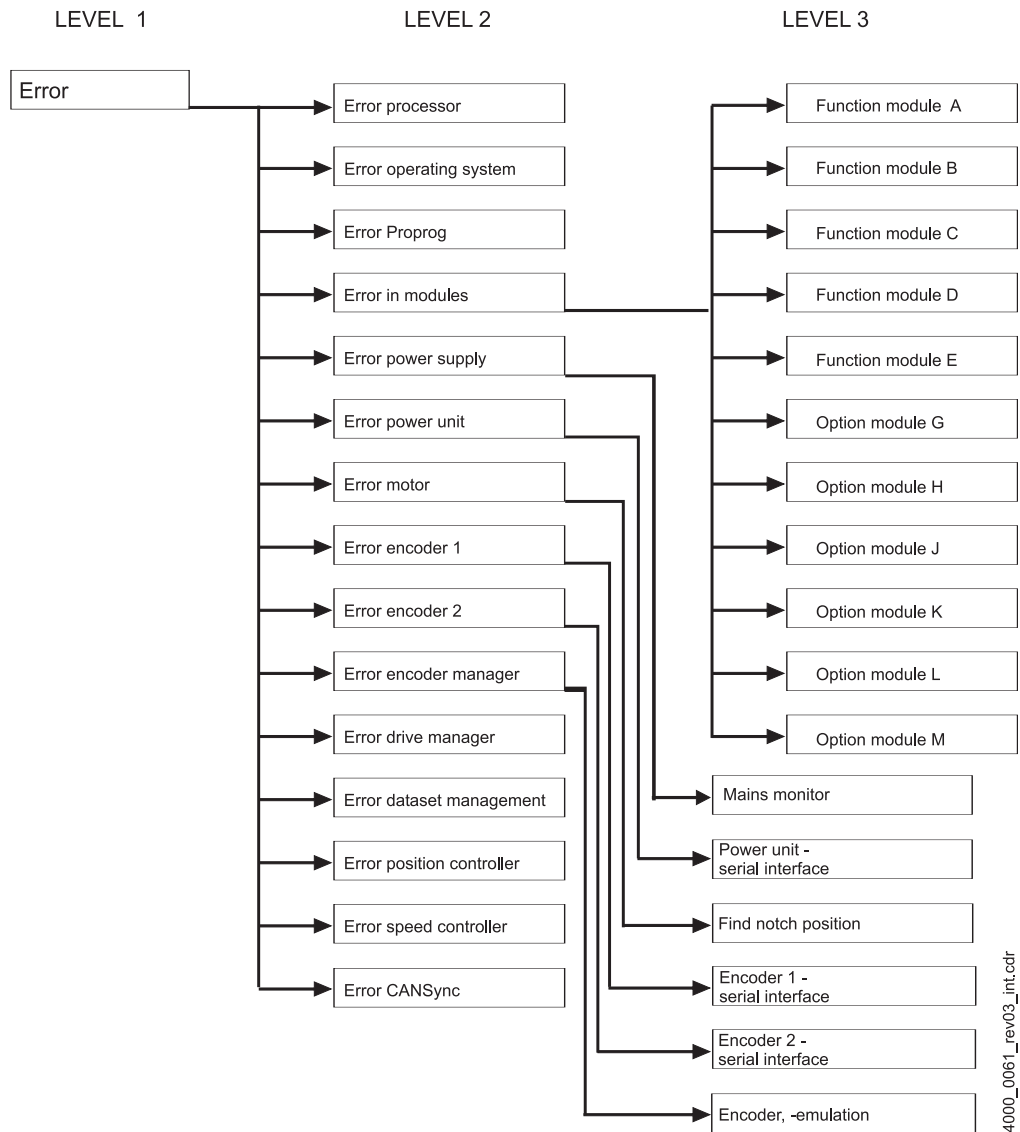 LEVEL 1
LEVEL 2
LEVEL 3
Error
Error processor
Error operating system
Error Proprog
Error in modules
Error power supply
Error power unit
Error motor
Error encoder 1
Error encoder 2
Error encoder manager
Error drive manager
Error dataset management
Error position controller
Error speed controller
Error CANSync
Function module A
Function module B
Function module C
Function module D
Function module E
Option module G
Option module H
Option module J
Option module K
Option module L
Option module M
Mains monitor
Power unit -
serial interface
Find notch position
Encoder 1 -
serial interface
Encoder 2 -
serial interface
Encoder, -emulation
4000_0061_rev03_int.cdr